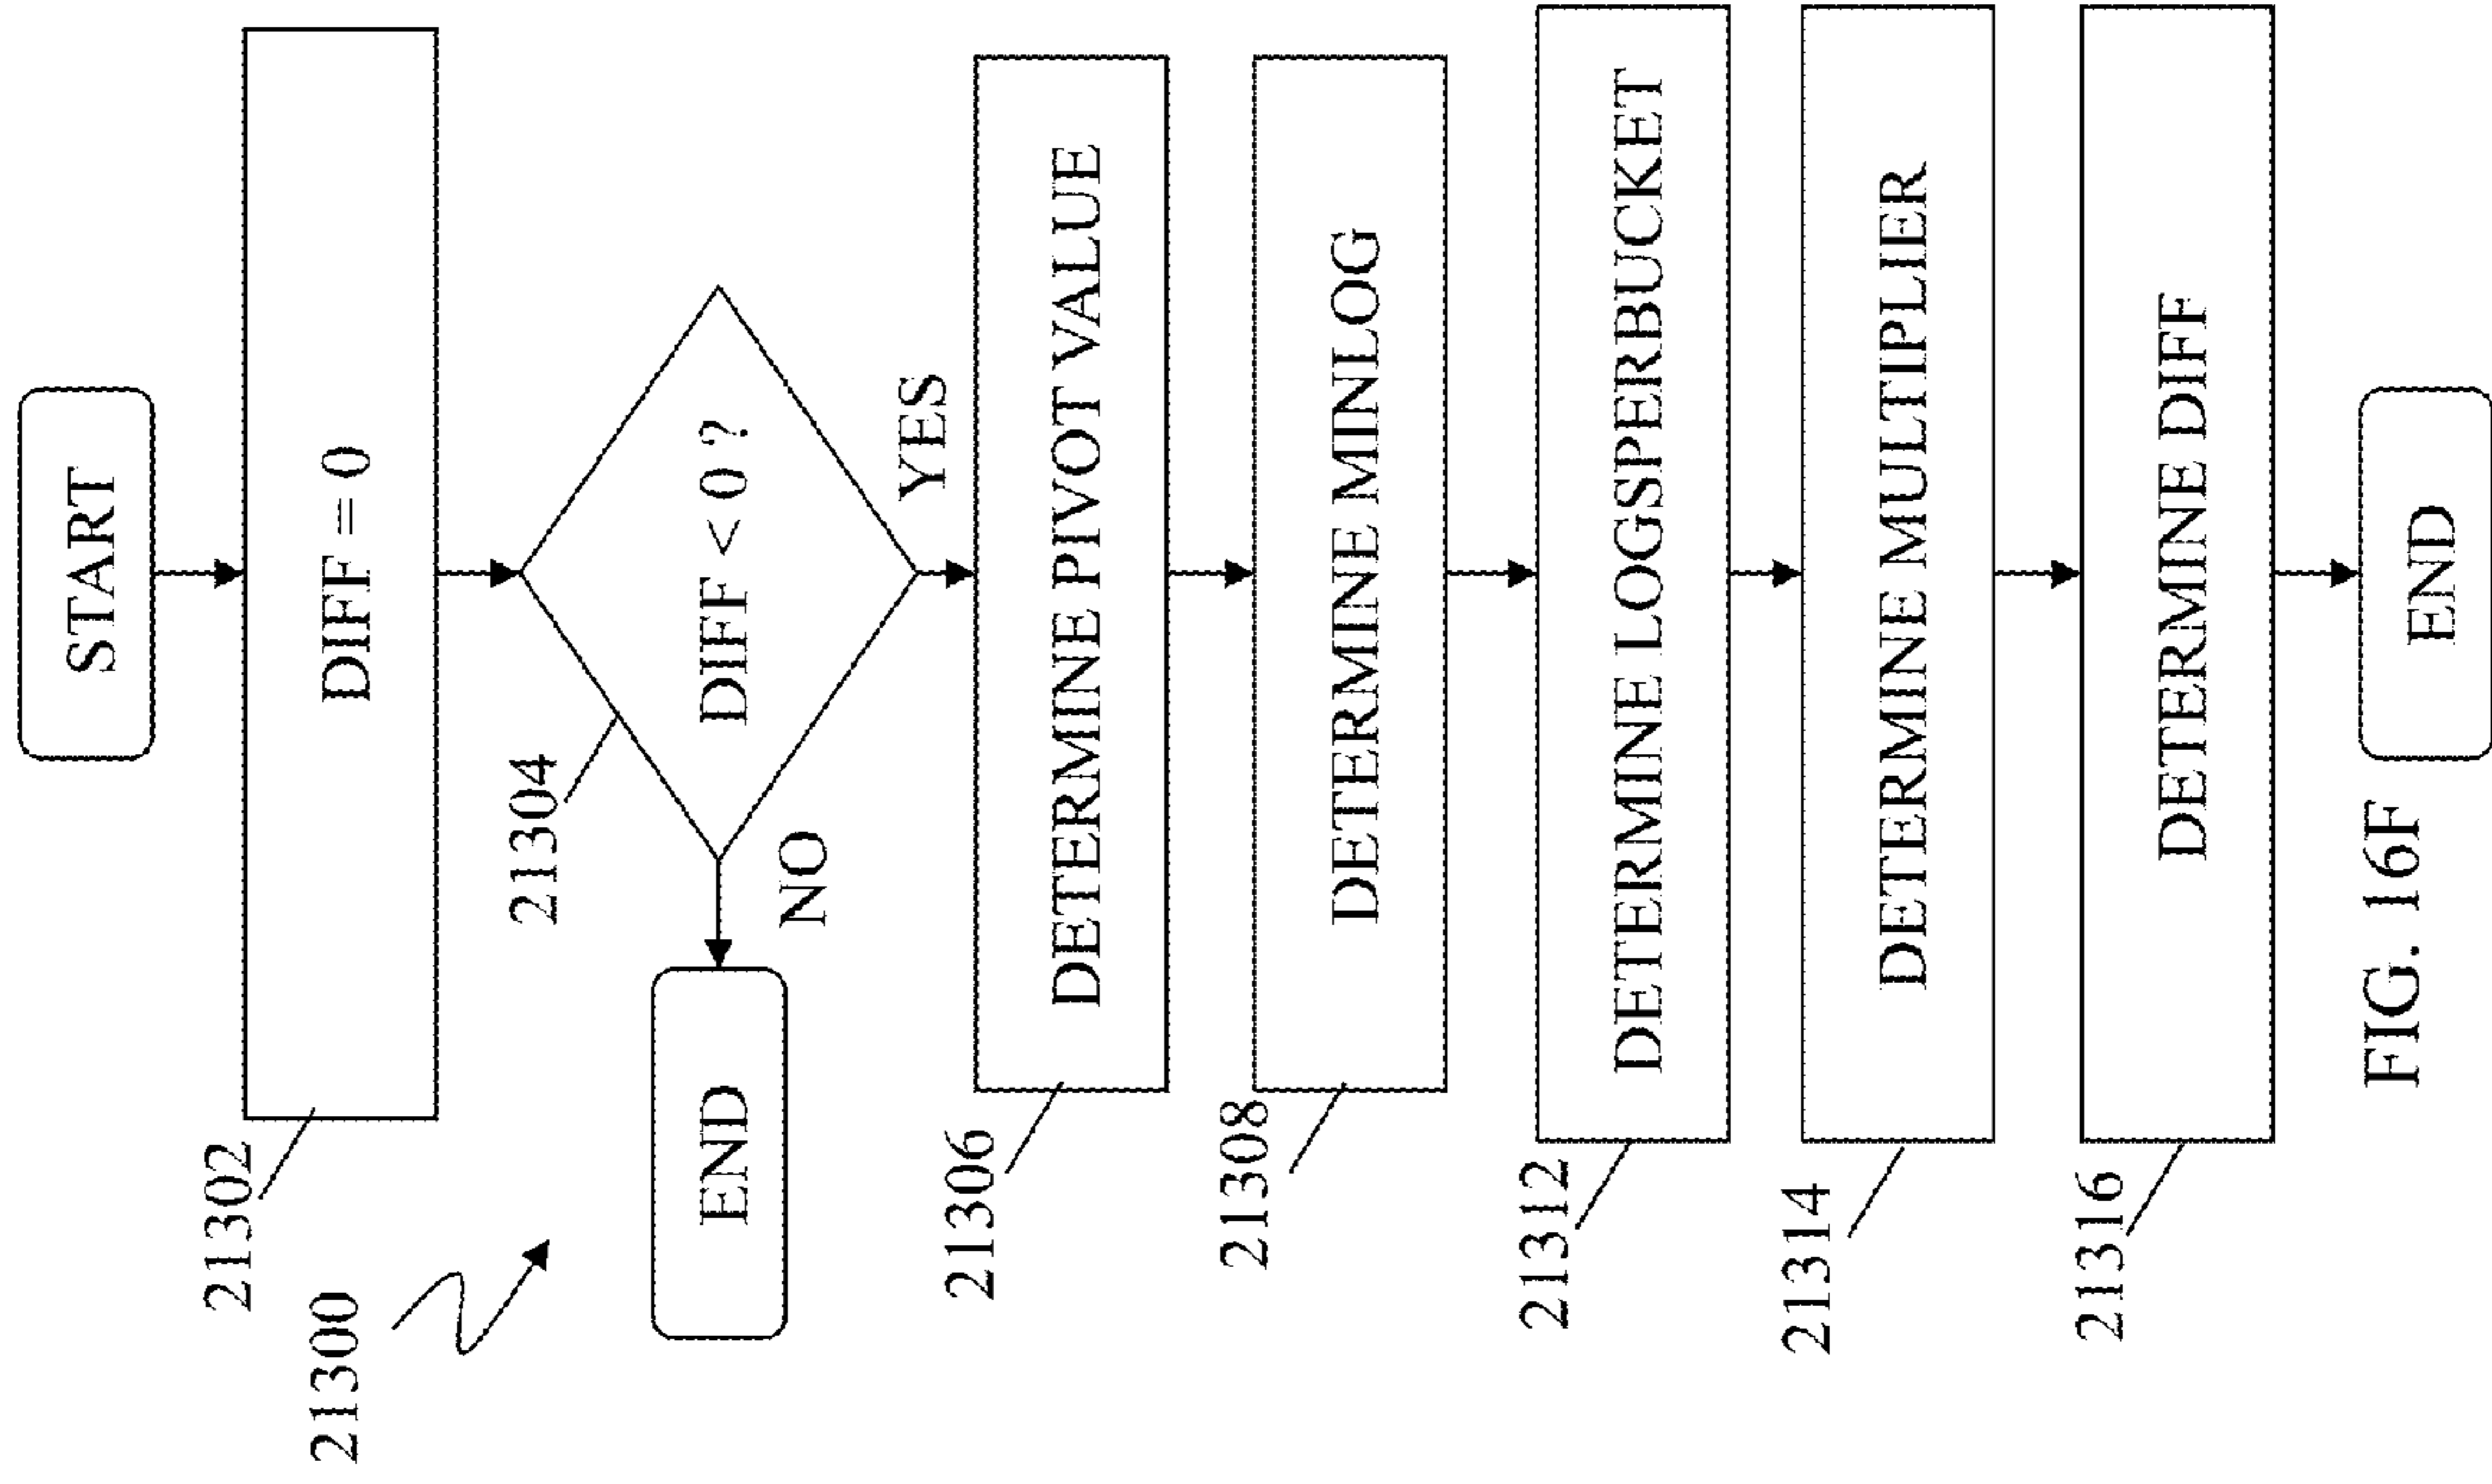 START
21302
DIFF = 0
21300
21304
DIFF < 0 ?
NO
YES
END
21306
DETERMINE PIVOT VALUE
21308
DETERMINE MINLOG
21312
DETERMINE LOGSPERBUCKET
21314
DETERMINE MULTIPLIER
21316
DETERMINE DIFF
END
FIG. 16F